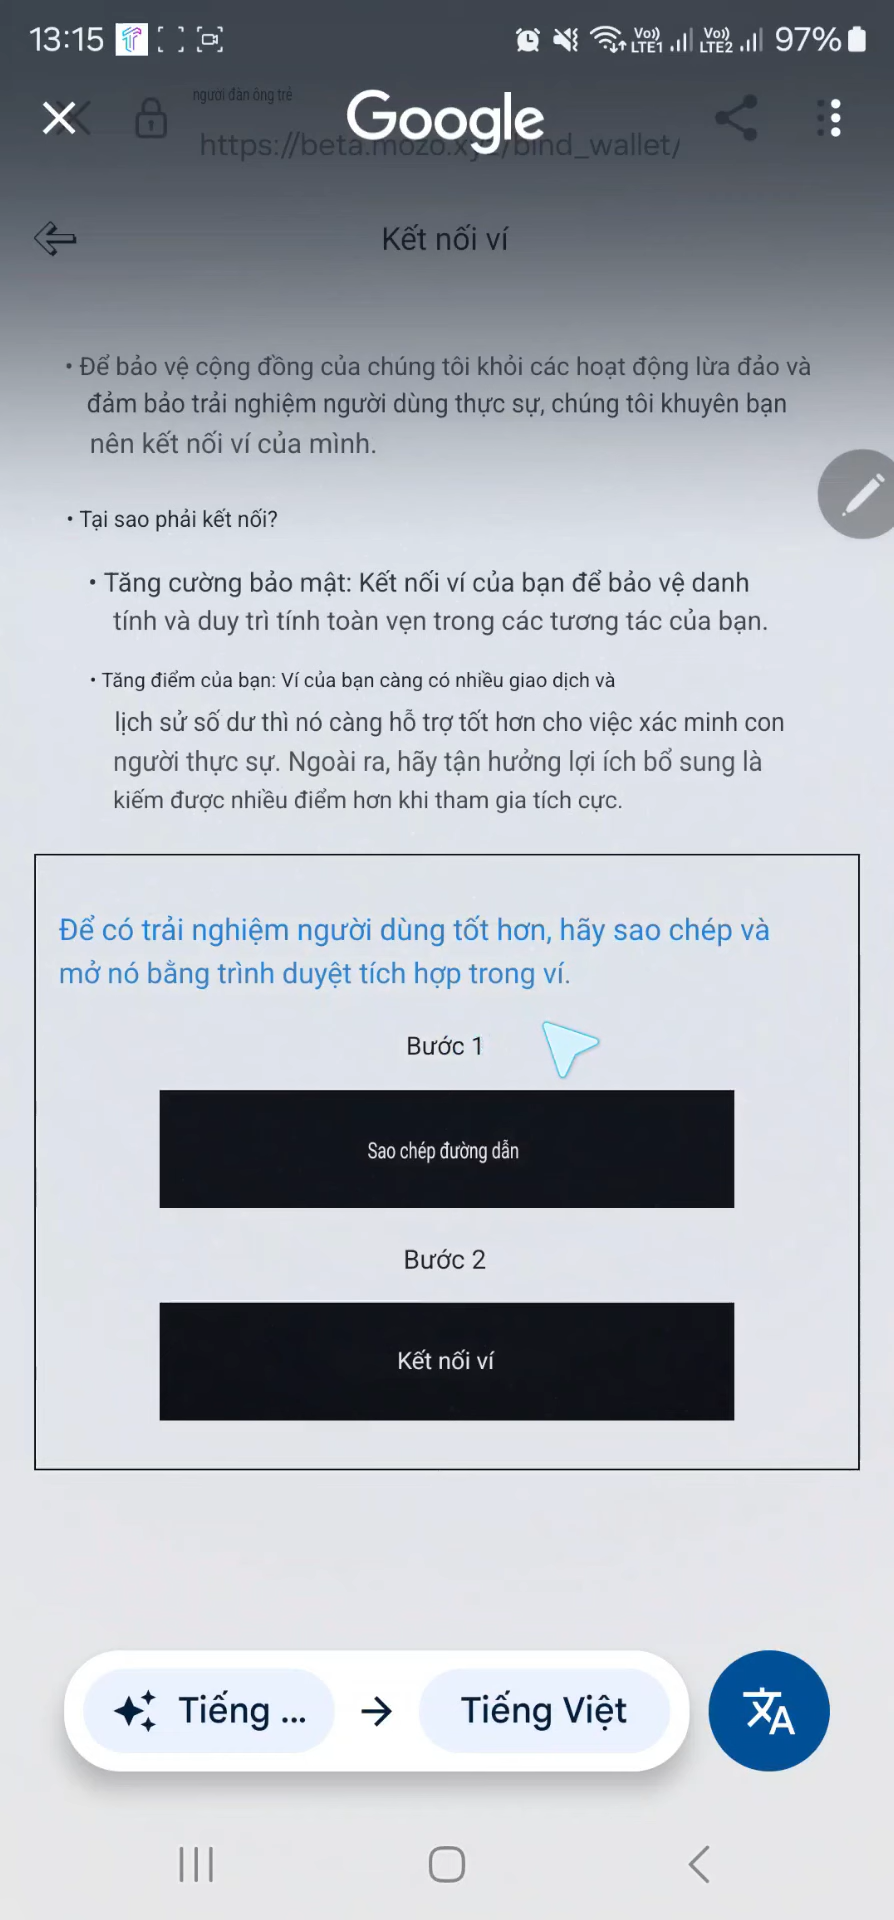 13:15
Vo)) LTE1
Vo)) LTE2
97%
người đàn ông trẻ
Google
https://beta.mozo.xyz/bind_wallet/
Kết nối ví
• Để bảo vệ cộng đồng của chúng tôi khỏi các hoạt động lừa đảo và
đảm bảo trải nghiệm người dùng thực sự, chúng tôi khuyên bạn
nên kết nối ví của mình.
• Tại sao phải kết nối?
• Tăng cường bảo mật: Kết nối ví của bạn để bảo vệ danh
tính và duy trì tính toàn vẹn trong các tương tác của bạn.
• Tăng điểm của bạn: Ví của bạn càng có nhiều giao dịch và
lịch sử số dư thì nó càng hỗ trợ tốt hơn cho việc xác minh con
người thực sự. Ngoài ra, hãy tận hưởng lợi ích bổ sung là
kiếm được nhiều điểm hơn khi tham gia tích cực.
Để có trải nghiệm người dùng tốt hơn, hãy sao chép và
mở nó bằng trình duyệt tích hợp trong ví.
Bước 1
Sao chép đường dẫn
Bước 2
Kết nối ví
Tiếng ...
Tiếng Việt